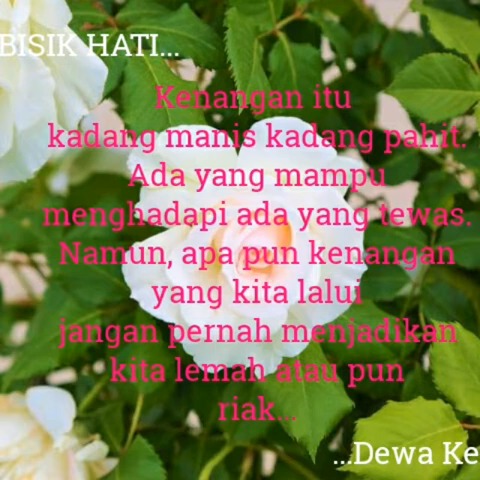 BISIK HATI...
Kenangan itu
kadang manis kadang pahit.
Ada yang mampu
menghadapi ada yang tewas.
Namun, apa pun kenangan
yang kita lalui
jangan pernah menjadikan
kita lemah atau pun
riak...
...Dewa Ke